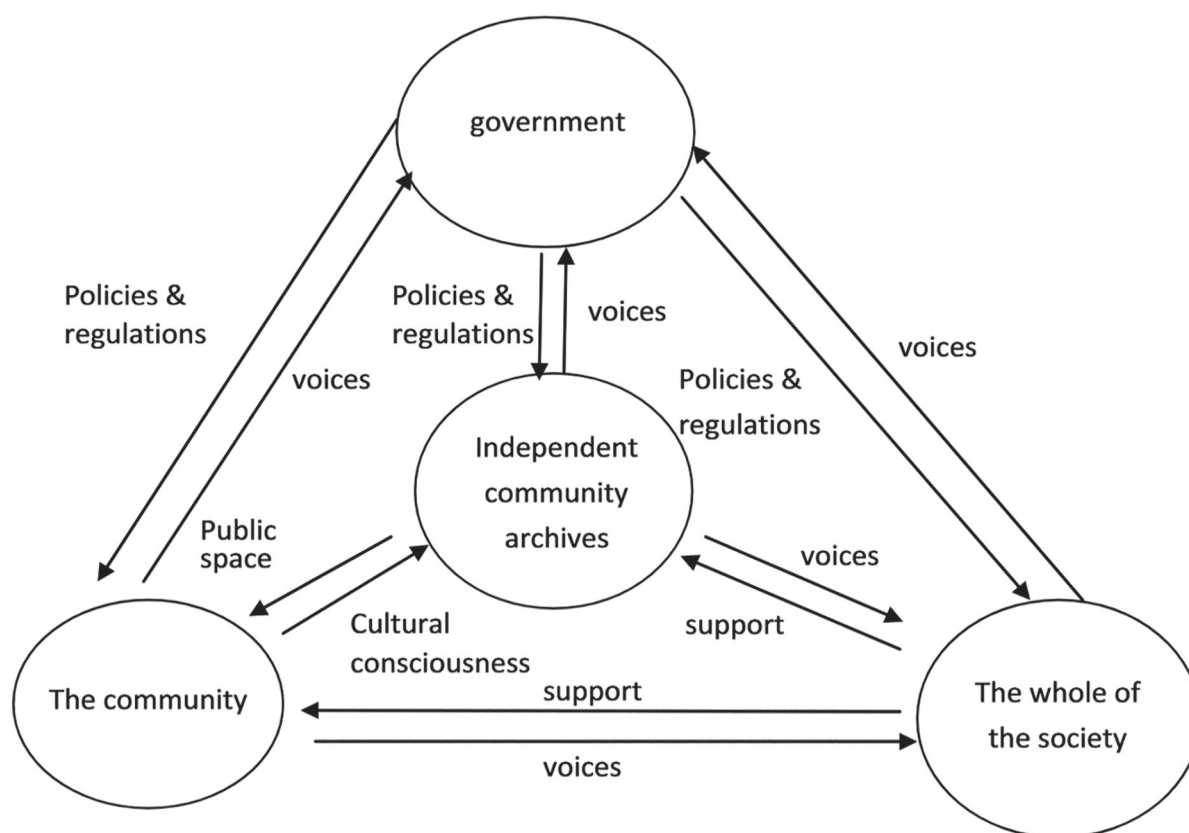 government
Policies &
regulations
voices
Policies &
regulations
voices
Policies &
regulations
voices
Independent
community
archives
Public
space
Cultural
consciousness
voices
support
The community
support
voices
The whole of
the society